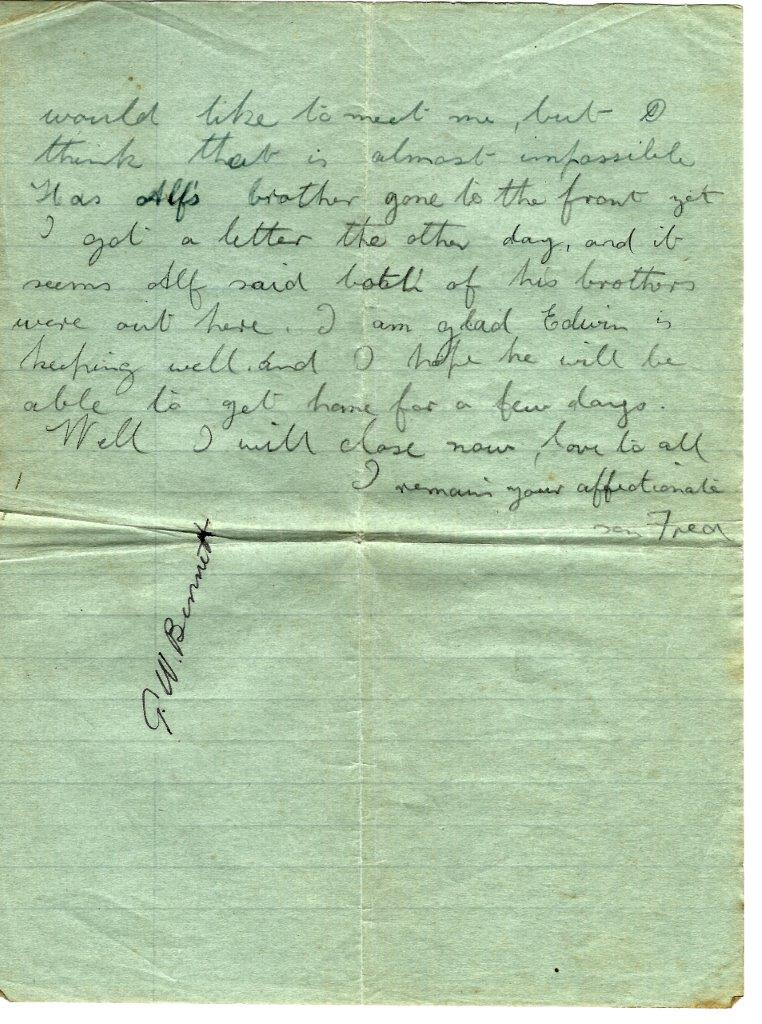 would like to meet me, but I
think that is almost impossible
Has Alf's brother gone to the front yet
I got a letter the other day, and it
seems Alf said both of his brothers
were out here. I am glad Edwin is
keeping well. And I hope he will be
able to get home for a few days.
Well I will close now, love to all
I remain your affectionate
son Fred
G. W. Bennett